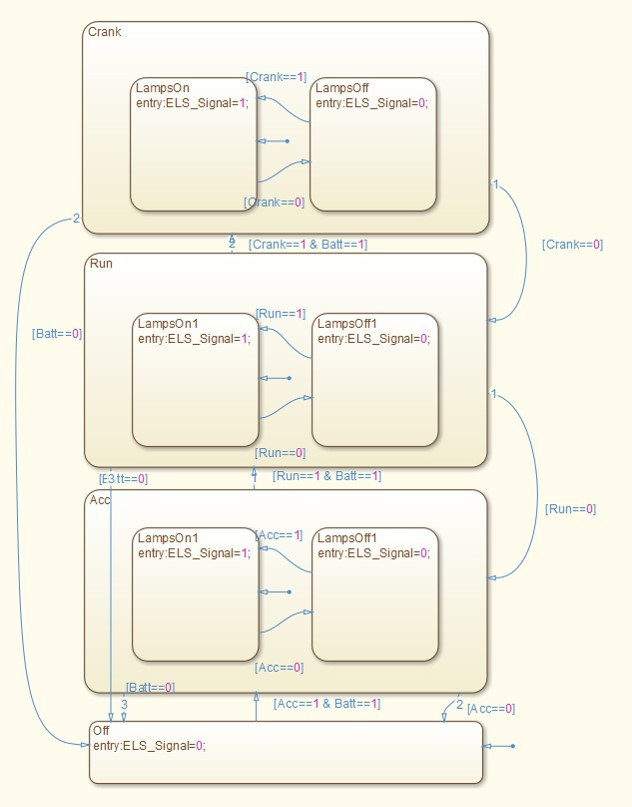 Crank
LampsOn
entry:ELS_Signal=1;
[Crank==1]
LampsOff
entry:ELS_Signal=0;
[Crank==0]
1
2
[Crank==0]
2
[Crank==1 & Batt==1]
Run
[Batt==0]
LampsOn1
entry:ELS_Signal=1;
[Run==1]
LampsOff1
entry:ELS_Signal=0;
[Run==0]
1
3
[Run==1 & Batt==1]
1
[Run==0]
Acc
LampsOn1
entry:ELS_Signal=1;
[Acc==1]
LampsOff1
entry:ELS_Signal=0;
[Acc==0]
[Batt==0]
3
[Acc==1 & Batt==1]
2
[Acc==0]
Off
entry:ELS_Signal=0;